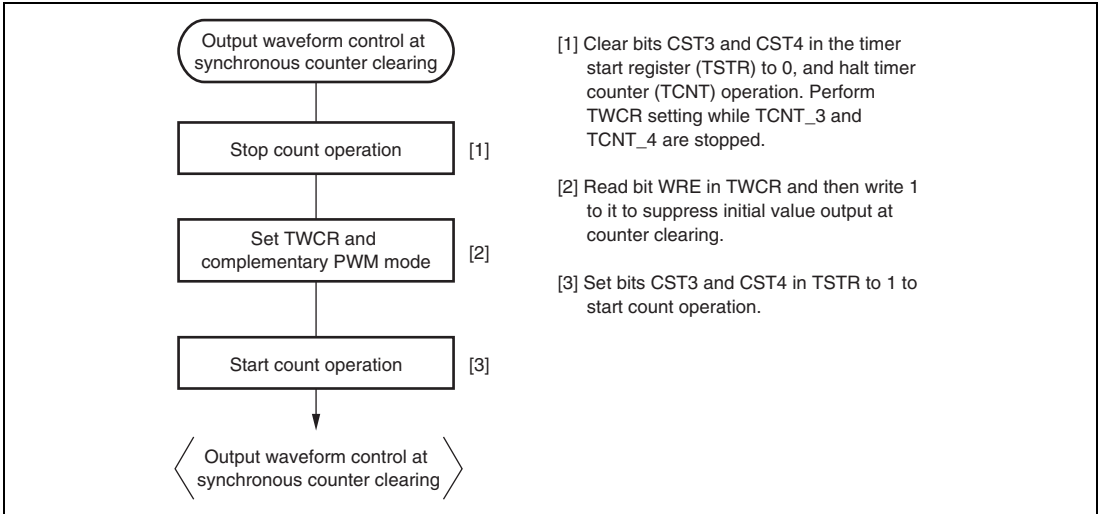 Output waveform control at
synchronous counter clearing
Stop count operation
[1]
Set TWCR and
complementary PWM mode
[2]
Start count operation
[3]
Output waveform control at
synchronous counter clearing
[1] Clear bits CST3 and CST4 in the timer
start register (TSTR) to 0, and halt timer
counter (TCNT) operation. Perform
TWCR setting while TCNT_3 and
TCNT_4 are stopped.
[2] Read bit WRE in TWCR and then write 1
to it to suppress initial value output at
counter clearing.
[3] Set bits CST3 and CST4 in TSTR to 1 to
start count operation.